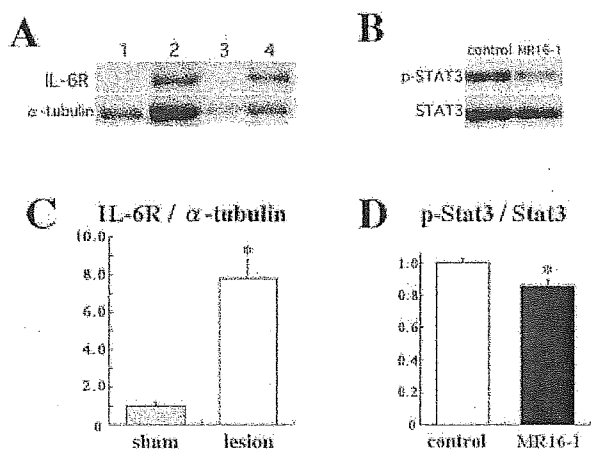 A
1 2 3 4
IL-6R
α-tubulin
B
control MR16-1
p-STAT3
STAT3
C IL-6R / α-tubulin
10.0
8.0
6.0
4.0
2.0
0
*
sham lesion
D p-Stat3 / Stat3
1.0
0.8
0.6
0.4
0.2
0
*
control MR16-1